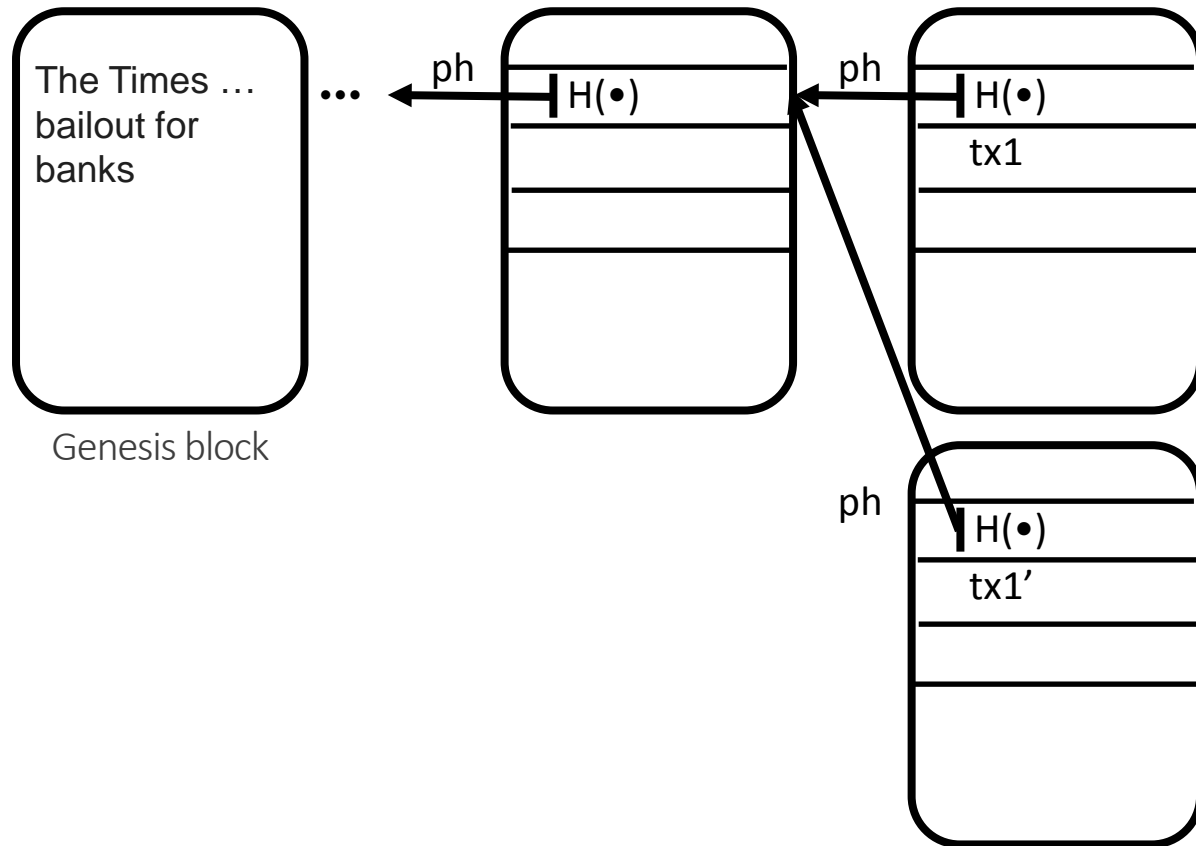 The Times …
bailout for
banks
Genesis block
...
ph
H(•)
ph
H(•)
tx1
ph
H(•)
tx1’